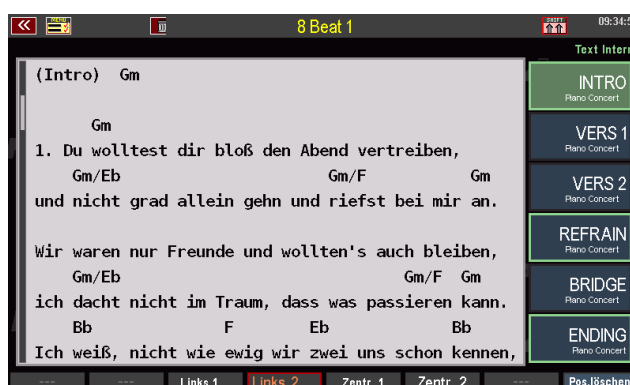 MENU
8 Beat 1
SHIFT
09:34:5
Text Intern
(Intro) Gm
Gm
1. Du wolltest dir bloß den Abend vertreiben,
Gm/Eb Gm/F Gm
und nicht grad allein gehn und riefst bei mir an.
Wir waren nur Freunde und wollten's auch bleiben,
Gm/Eb Gm/F Gm
ich dacht nicht im Traum, dass was passieren kann.
Bb F Eb Bb
Ich weiß, nicht wie ewig wir zwei uns schon kennen,
INTRO
Piano Concert
VERS 1
Piano Concert
VERS 2
Piano Concert
REFRAIN
Piano Concert
BRIDGE
Piano Concert
ENDING
Piano Concert
--- --- Links 1 Links 2 Zentr. 1 Zentr. 2 --- Pos.löschen